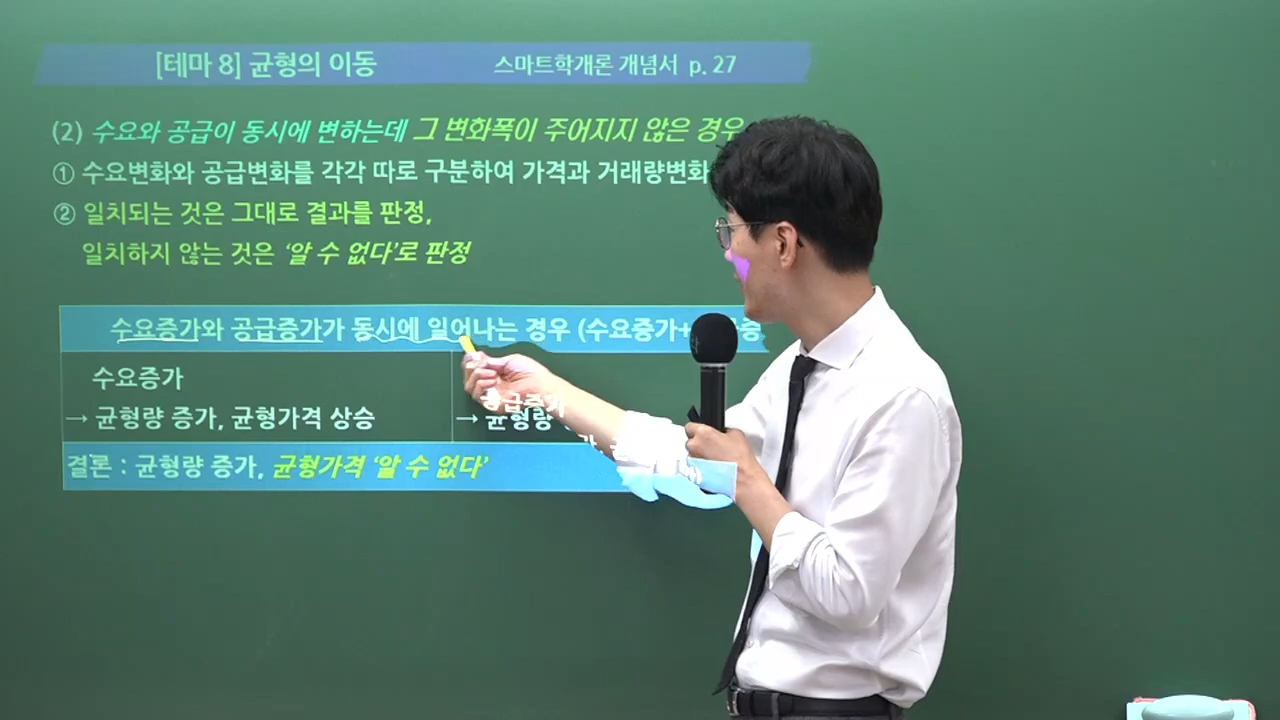 [테마 8] 균형의 이동
스마트학개론 개념서 p. 27
(2) 수요와 공급이 동시에 변하는데 그 변화폭이 주어지지 않은 경우
① 수요변화와 공급변화를 각각 따로 구분하여 가격과 거래량변화
② 일치되는 것은 그대로 결과를 판정,
일치하지 않는 것은 ‘알 수 없다’로 판정
수요증가와 공급증가가 동시에 일어나는 경우 (수요증가+
수요증가
→ 균형량 증가, 균형가격 상승
공급증가
→ 균형량
결론 : 균형량 증가, 균형가격 ‘알 수 없다’